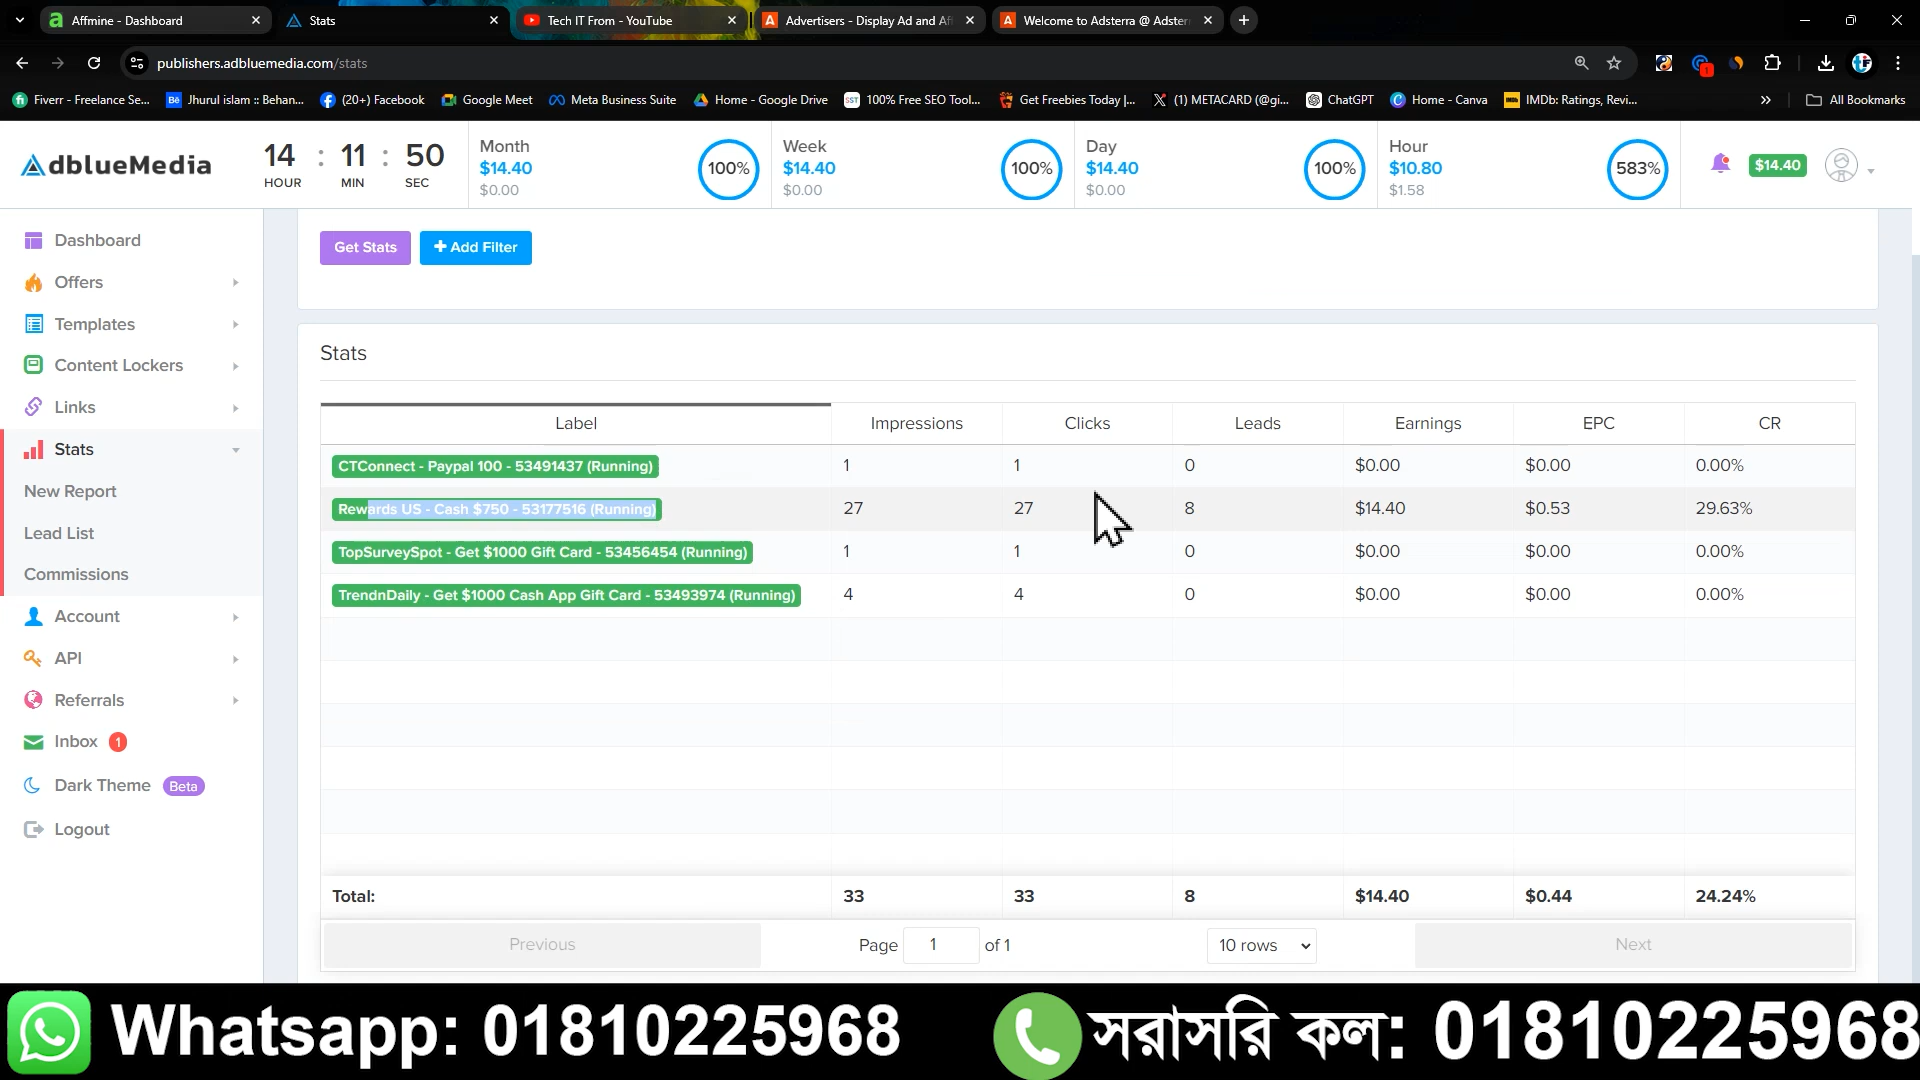 Affmine - Dashboard
Stats
Tech IT From - YouTube
Advertisers - Display Ad and Af
Welcome to Adsterra @ Adster
publishers.adbluemedia.com/stats
Fiverr - Freelance Se...
Jhurul islam :: Behan...
(20+) Facebook
Google Meet
Meta Business Suite
Home - Google Drive
100% Free SEO Tool...
Get Freebies Today |...
(1) METACARD (@gi...
ChatGPT
Home - Canva
IMDb: Ratings, Revi...
All Bookmarks
AdblueMedia
14 : 11 : 50
HOUR MIN SEC
Month
$14.40
$0.00
100%
Week
$14.40
$0.00
100%
Day
$14.40
$0.00
100%
Hour
$10.80
$1.58
583%
$14.40
Dashboard
Offers
Templates
Content Lockers
Links
Stats
New Report
Lead List
Commissions
Account
API
Referrals
Inbox 1
Dark Theme Beta
Logout
Get Stats
+ Add Filter
Stats
Label Impressions Clicks Leads Earnings EPC CR
CTConnect - Paypal 100 - 53491437 (Running) 1 1 0 $0.00 $0.00 0.00%
Rewards US - Cash $750 - 53177516 (Running) 27 27 8 $14.40 $0.53 29.63%
TopSurveySpot - Get $1000 Gift Card - 53456454 (Running) 1 1 0 $0.00 $0.00 0.00%
TrendnDaily - Get $1000 Cash App Gift Card - 53493974 (Running) 4 4 0 $0.00 $0.00 0.00%
Total: 33 33 8 $14.40 $0.44 24.24%
Previous Page 1 of 1 10 rows Next
Whatsapp: 01810225968
সরাসরি কল: 01810225968